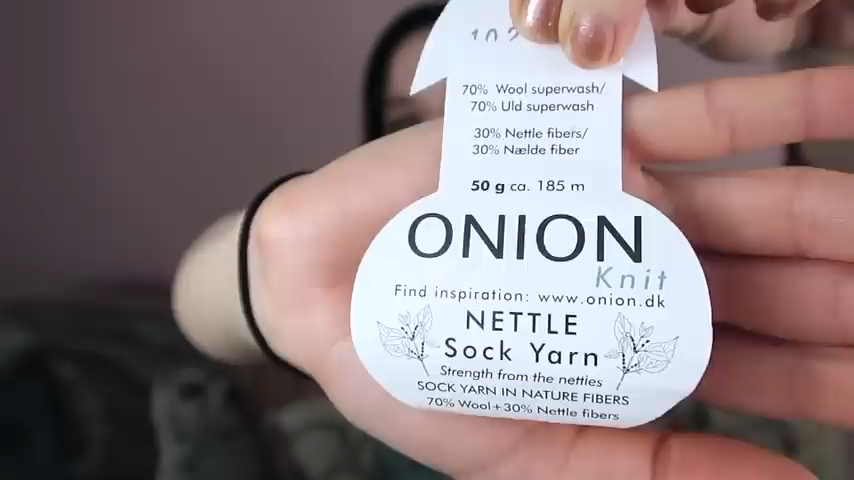 70% Wool superwash/
70% Uld superwash
30% Nettle fibers/
30% Nælde fiber
50 g ca. 185 m
ONION
Knit
Find inspiration: www.onion.dk
NETTLE
Sock Yarn
Strength from the netties
SOCK YARN IN NATURE FIBERS
70% Wool+30% Nettle fibers